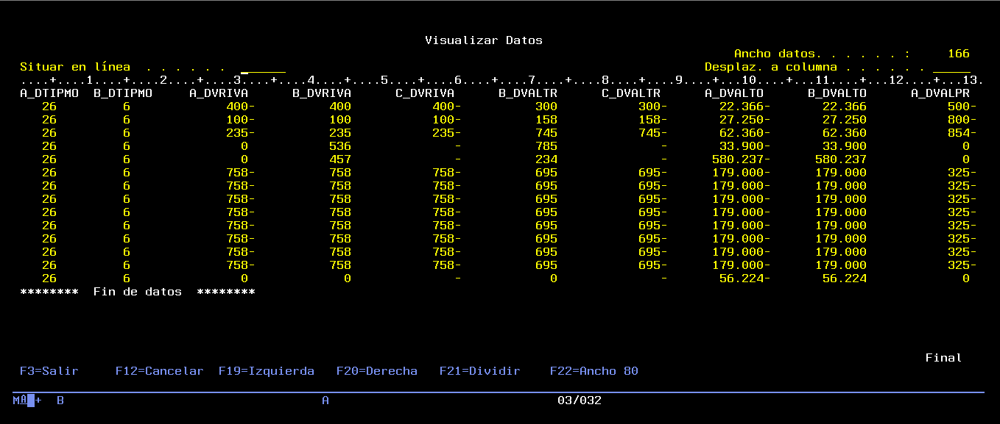 Visualizar Datos
Ancho datos. . . . . . : 166
Situar en línea . . . . . . ______ Desplaz. a columna . . . . . . _____
....+....1....+....2....+....3....+....4....+....5....+....6....+....7....+....8....+....9....+...10....+...11....+...12....+...13.
A_DTIPMO B_DTIPMO A_DVRIVA B_DVRIVA C_DVRIVA B_DVALTR C_DVALTR A_DVALTO B_DVALTO A_DVALPR
26 6 400- 400 400- 300 300- 22.366- 22.366 500-
26 6 100- 100 100- 158 158- 27.250- 27.250 800-
26 6 235- 235 235- 745 745- 62.360- 62.360 854-
26 6 0 536 - 785 - 33.900- 33.900 0
26 6 0 457 - 234 - 580.237- 580.237 0
26 6 758- 758 758- 695 695- 179.000- 179.000 325-
26 6 758- 758 758- 695 695- 179.000- 179.000 325-
26 6 758- 758 758- 695 695- 179.000- 179.000 325-
26 6 758- 758 758- 695 695- 179.000- 179.000 325-
26 6 758- 758 758- 695 695- 179.000- 179.000 325-
26 6 758- 758 758- 695 695- 179.000- 179.000 325-
26 6 758- 758 758- 695 695- 179.000- 179.000 325-
26 6 758- 758 758- 695 695- 179.000- 179.000 325-
26 6 0 0 - 0 - 56.224- 56.224 0
******** Fin de datos ********
Final
F3=Salir F12=Cancelar F19=Izquierda F20=Derecha F21=Dividir F22=Ancho 80
MA + B A 03/032